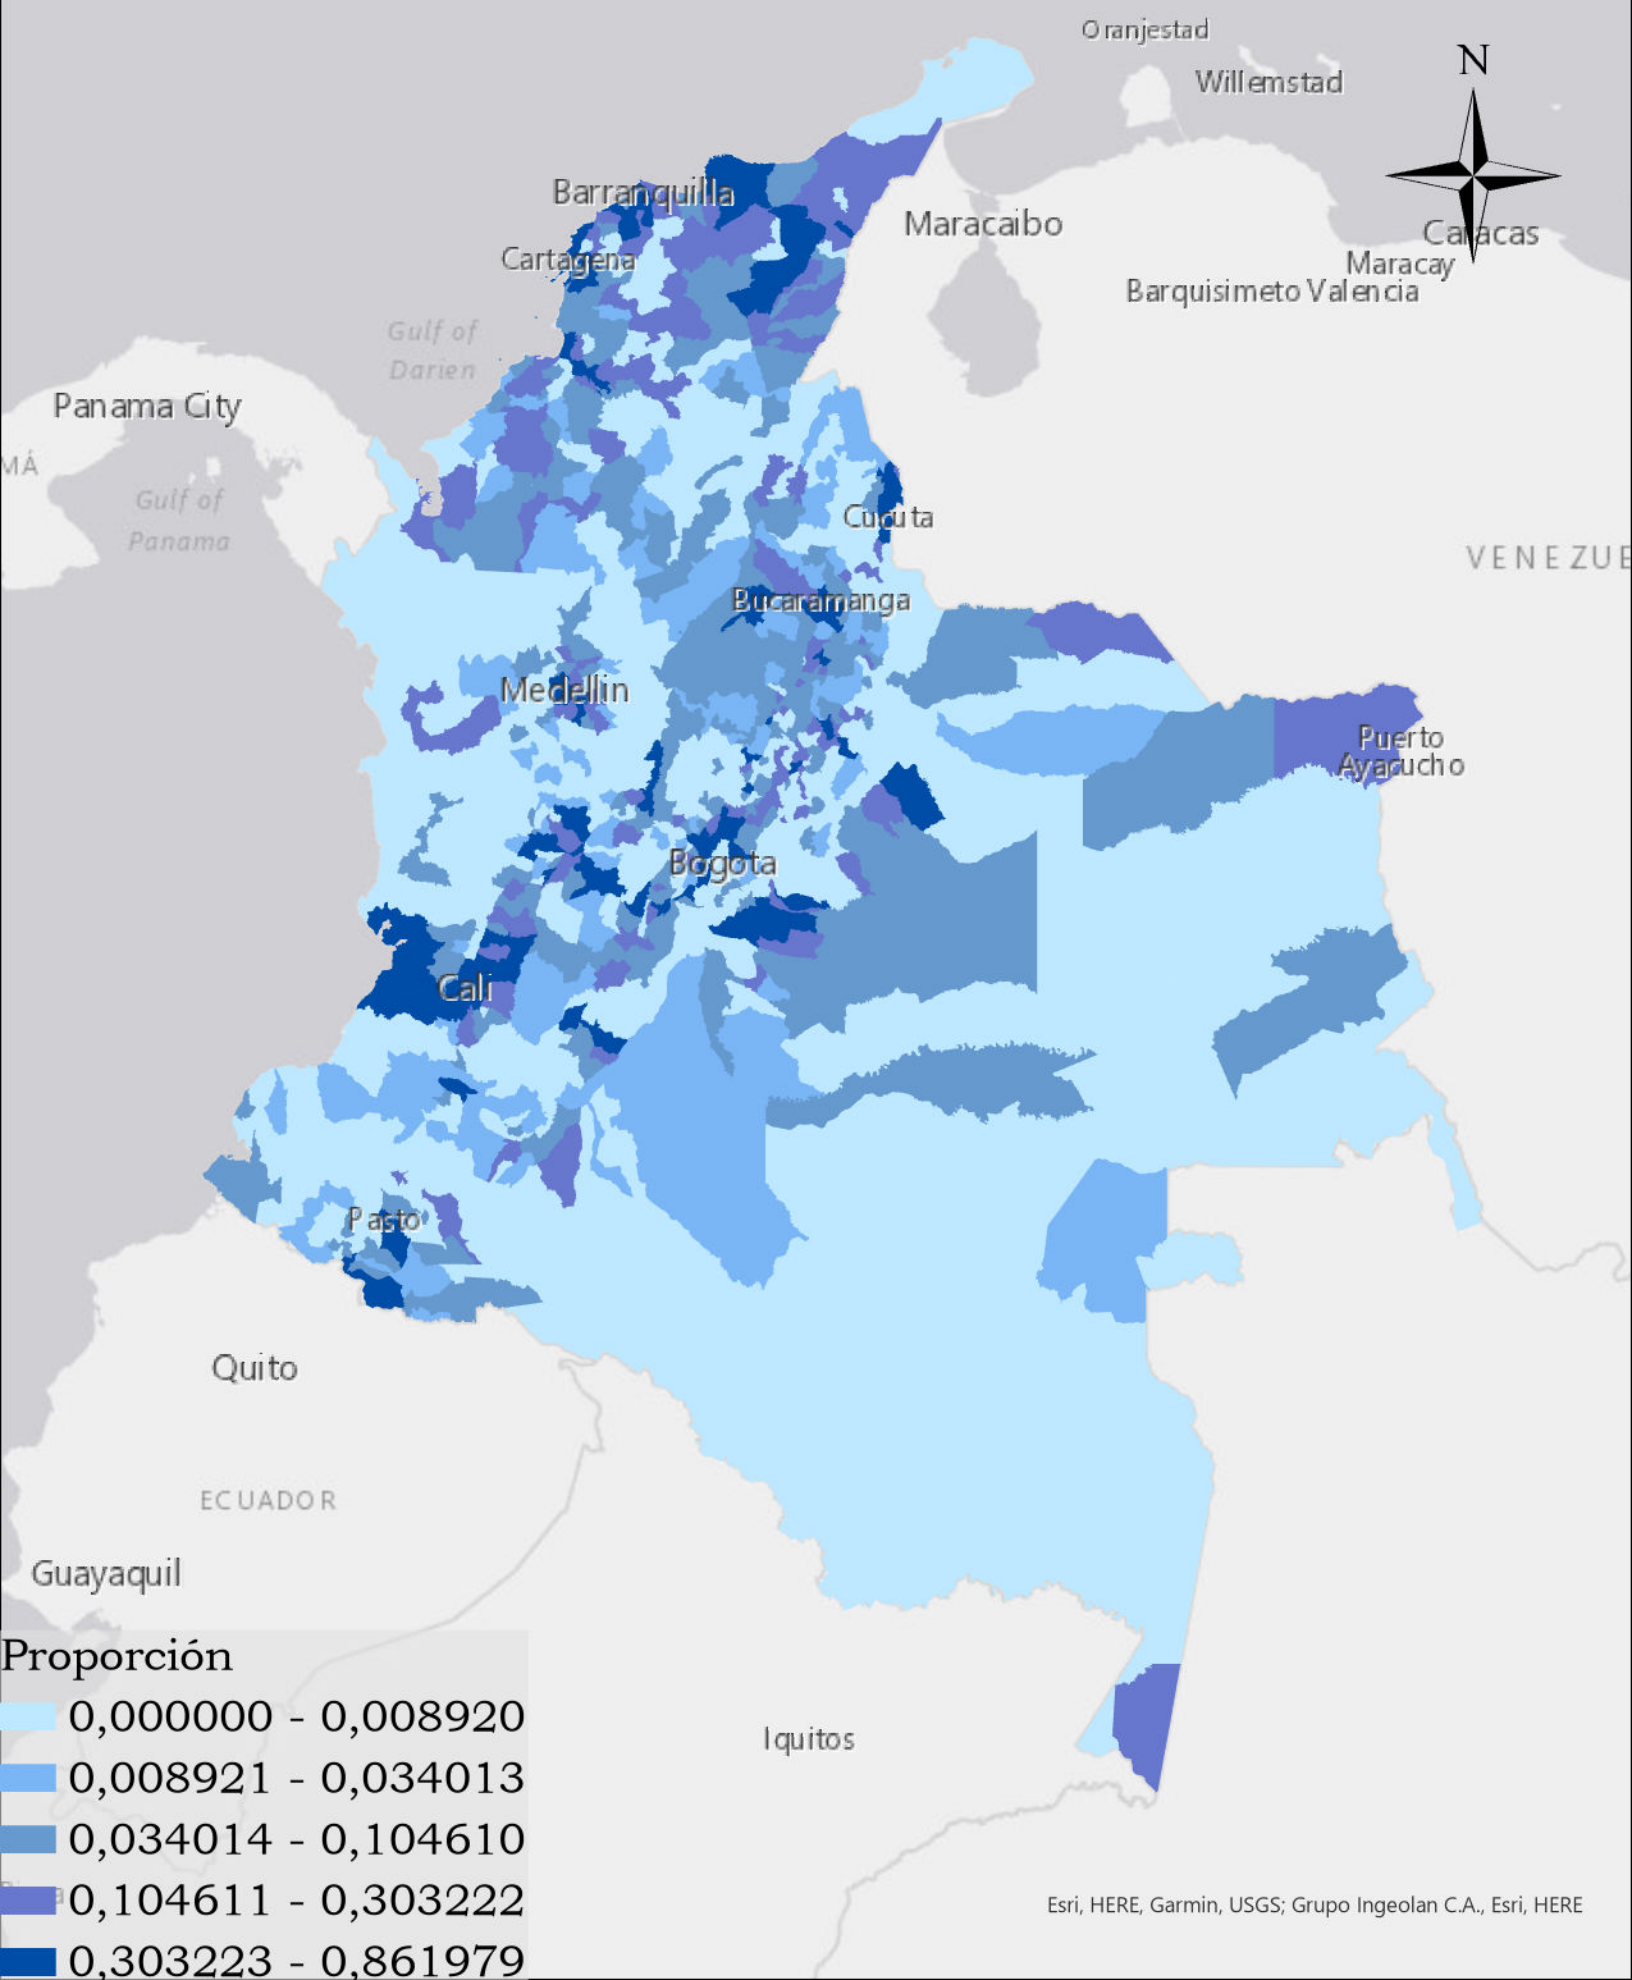 Oranjestad
N
Willemstad
Barranquilla
Maracaibo
Caracas
Cartagena
Maracay
Barquisimeto Valencia
Gulf of
Darien
Panama City
MÁ
Gulf of
Panama
Cucuta
VENEZUE
Bucaramanga
Medellin
Puerto
Ayacucho
Bogota
Cali
Pasto
Quito
ECUADOR
Guayaquil
Iquitos
Proporción
0,000000 - 0,008920
0,008921 - 0,034013
0,034014 - 0,104610
0,104611 - 0,303222
0,303223 - 0,861979
Esri, HERE, Garmin, USGS; Grupo Ingeolan C.A., Esri, HERE